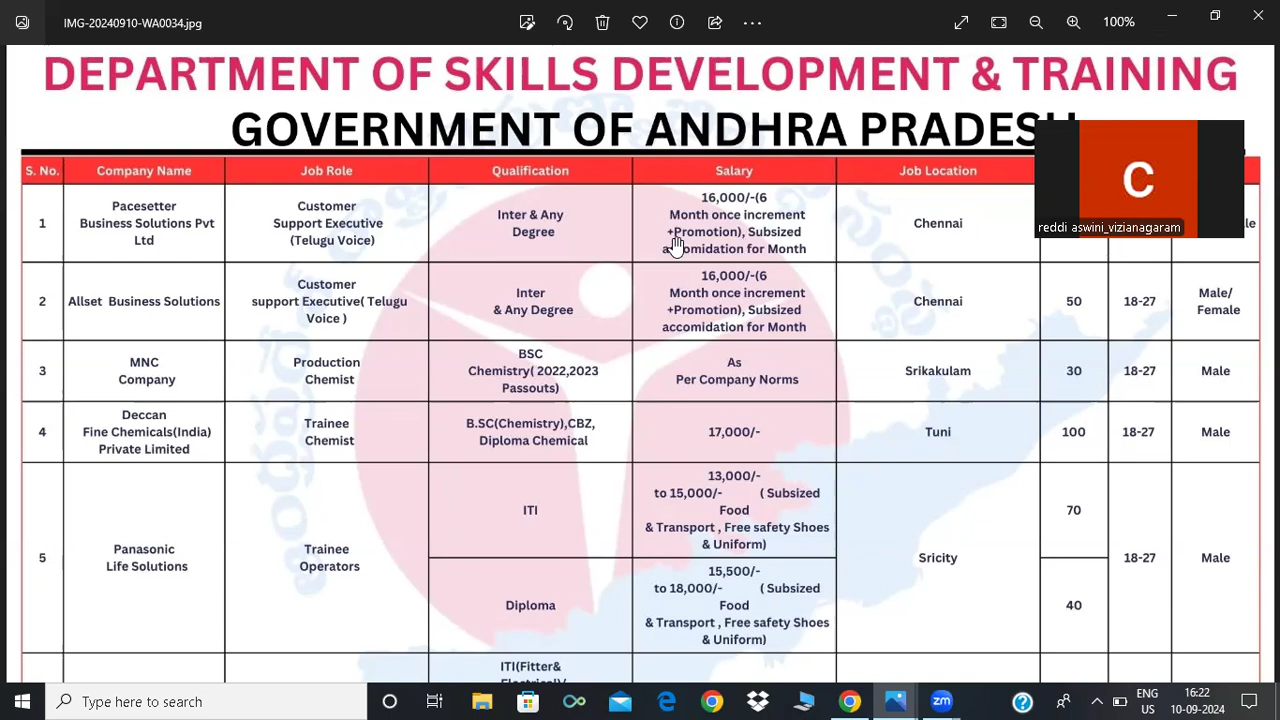 IMG-20240910-WA0034.jpg
100%
DEPARTMENT OF SKILLS DEVELOPMENT & TRAINING
GOVERNMENT OF ANDHRA PRADESH
S. No.
Company Name
Job Role
Qualification
Salary
Job Location
C
reddi aswini_vizianagaram
1
Pacesetter
Business Solutions Pvt
Ltd
Customer
Support Executive
(Telugu Voice)
Inter & Any
Degree
16,000/-(6
Month once increment
+Promotion), Subsized
accomidation for Month
Chennai
2
Allset Business Solutions
Customer
support Executive( Telugu
Voice )
Inter
& Any Degree
16,000/-(6
Month once increment
+Promotion), Subsized
accomidation for Month
Chennai
50
18-27
Male/
Female
3
MNC
Company
Production
Chemist
BSC
Chemistry( 2022,2023
Passouts)
As
Per Company Norms
Srikakulam
30
18-27
Male
4
Deccan
Fine Chemicals(India)
Private Limited
Trainee
Chemist
B.SC(Chemistry),CBZ,
Diploma Chemical
17,000/-
Tuni
100
18-27
Male
5
Panasonic
Life Solutions
Trainee
Operators
ITI
13,000/-
to 15,000/- ( Subsized
Food
& Transport , Free safety Shoes
& Uniform)
Sricity
70
18-27
Male
Diploma
15,500/-
to 18,000/- ( Subsized
Food
& Transport , Free safety Shoes
& Uniform)
40
ITI(Fitter&
Type here to search
zm
ENG
US
16:22
10-09-2024